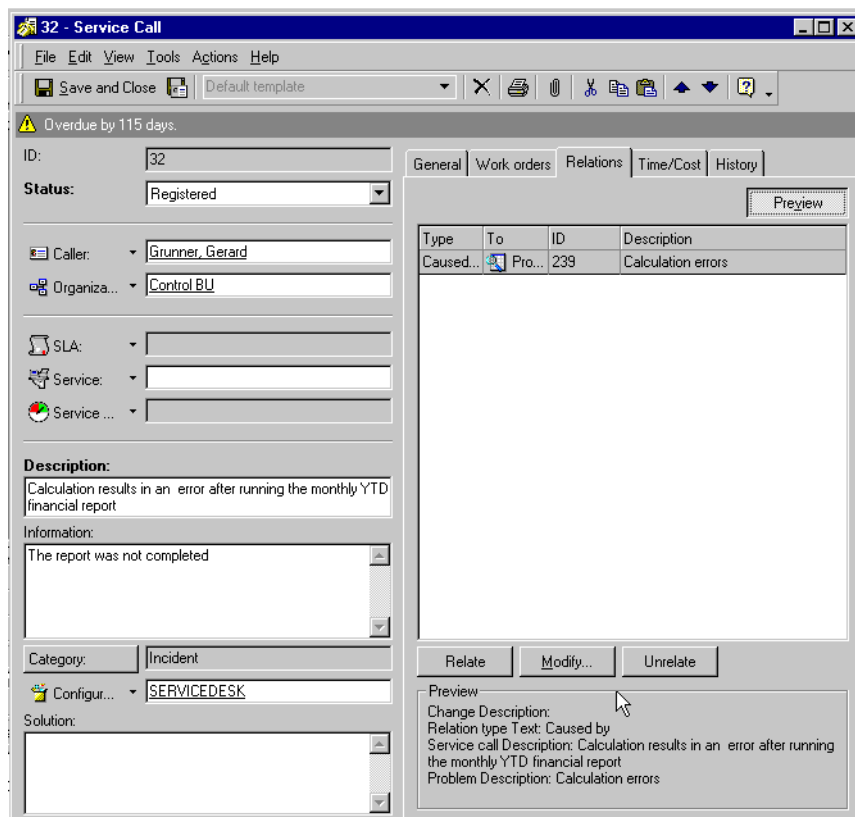 32 - Service Call
File Edit View Tools Actions Help
Save and Close Default template
Overdue by 115 days.
ID: 32
Status: Registered
Caller: Grunner, Gerard
Organiza... Control BU
SLA:
Service:
Service ...
Description:
Calculation results in an error after running the monthly YTD
financial report
Information:
The report was not completed
Category: Incident
Configur... SERVICEDESK
Solution:
General Work orders Relations Time/Cost History
Preview
Type To ID Description
Caused... Pro... 239 Calculation errors
Relate Modify... Unrelate
Preview
Change Description:
Relation type Text: Caused by
Service call Description: Calculation results in an error after running
the monthly YTD financial report
Problem Description: Calculation errors